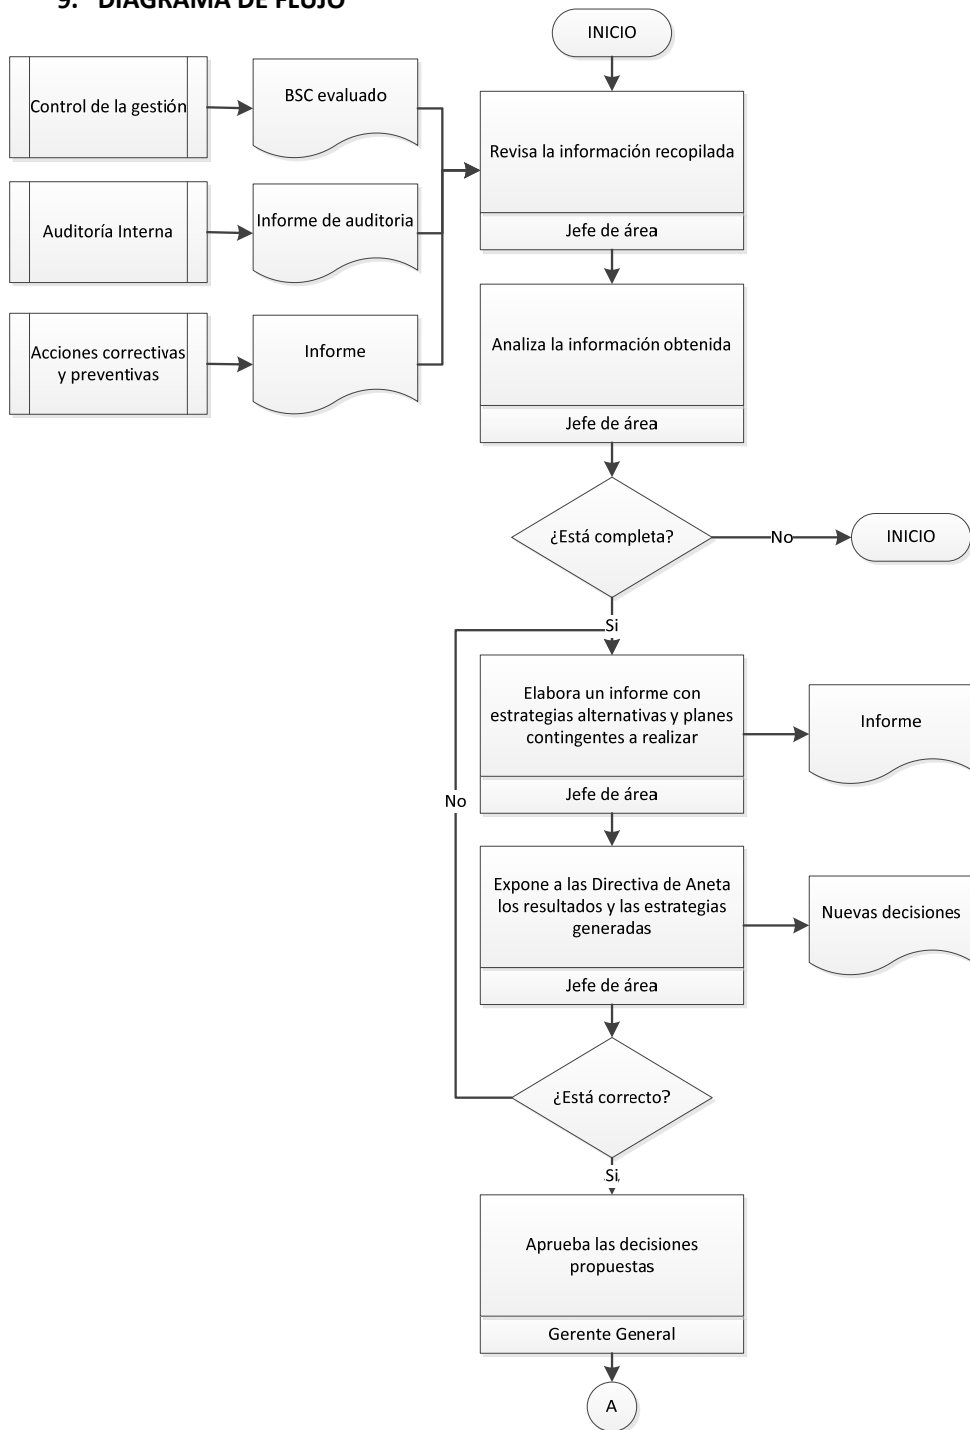 9. DIAGRAMA DE FLUJO
INICIO
Control de la gestión
BSC evaluado
Revisa la información recopilada
Jefe de área
Auditoría Interna
Informe de auditoria
Acciones correctivas
y preventivas
Informe
Analiza la información obtenida
Jefe de área
¿Está completa?
No
INICIO
Si
Elabora un informe con
estrategias alternativas y planes
contingentes a realizar
Jefe de área
Informe
No
Expone a las Directiva de Aneta
los resultados y las estrategias
generadas
Jefe de área
Nuevas decisiones
¿Está correcto?
Si
Aprueba las decisiones
propuestas
Gerente General
A